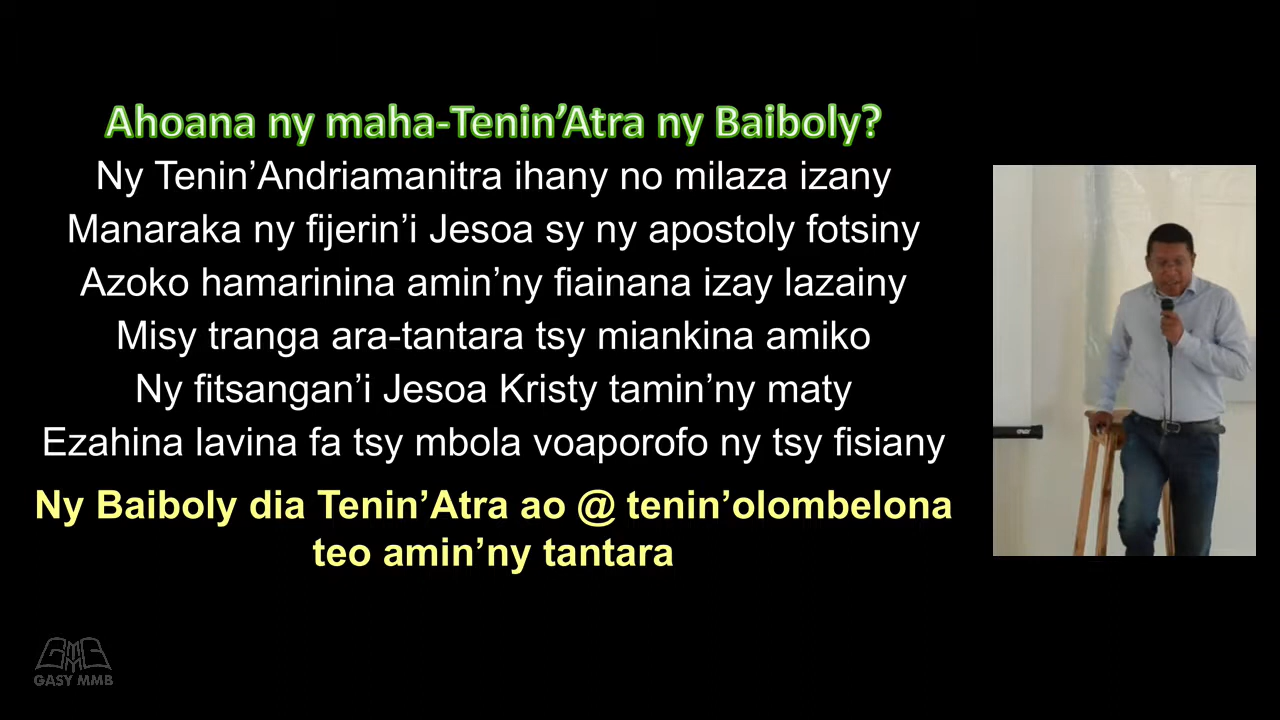 Ahoana ny maha-Tenin’Atra ny Baiboly?
Ny Tenin’Andriamanitra ihany no milaza izany
Manaraka ny fijerin’i Jesoa sy ny apostoly fotsiny
Azoko hamarinina amin’ny fiainana izay lazainy
Misy tranga ara-tantara tsy miankina amiko
Ny fitsangan’i Jesoa Kristy tamin’ny maty
Ezahina lavina fa tsy mbola voaporofo ny tsy fisiany
Ny Baiboly dia Tenin’Atra ao @ tenin’olombelona
teo amin’ny tantara
GASY MMB